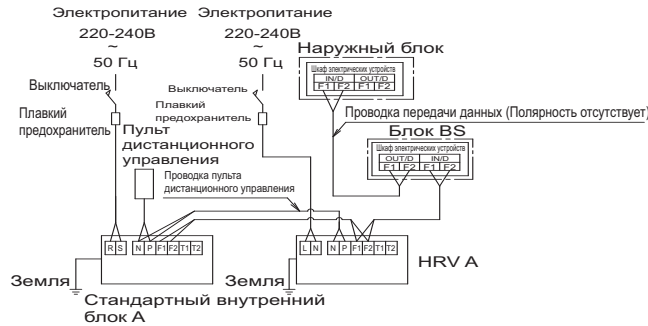 Электропитание
220-240В
~
50 Гц
Электропитание
220-240В
~
50 Гц
Наружный блок
Шкаф электрических устройств
IN/D OUT/D
F1 F2 F1 F2
Выключатель
Выключатель
Плавкий
предохранитель
Плавкий
предохранитель
Проводка передачи данных (Полярность отсутствует)
Блок BS
Шкаф электрических устройств
OUT/D IN/D
F1 F2 F1 F2
Пульт
дистанционного
управления
Проводка пульта
дистанционного управления
R S N P F1 F2 T1 T2
L N N P F1 F2 T1 T2
HRV A
Земля
Земля
Стандартный внутренний
блок A